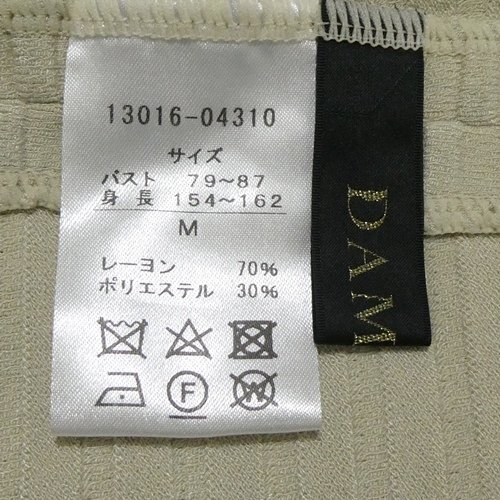 13016-04310
サイズ
バスト 79~87
身長 154~162
M
レーヨン 70%
ポリエステル 30%
F
W
DAM